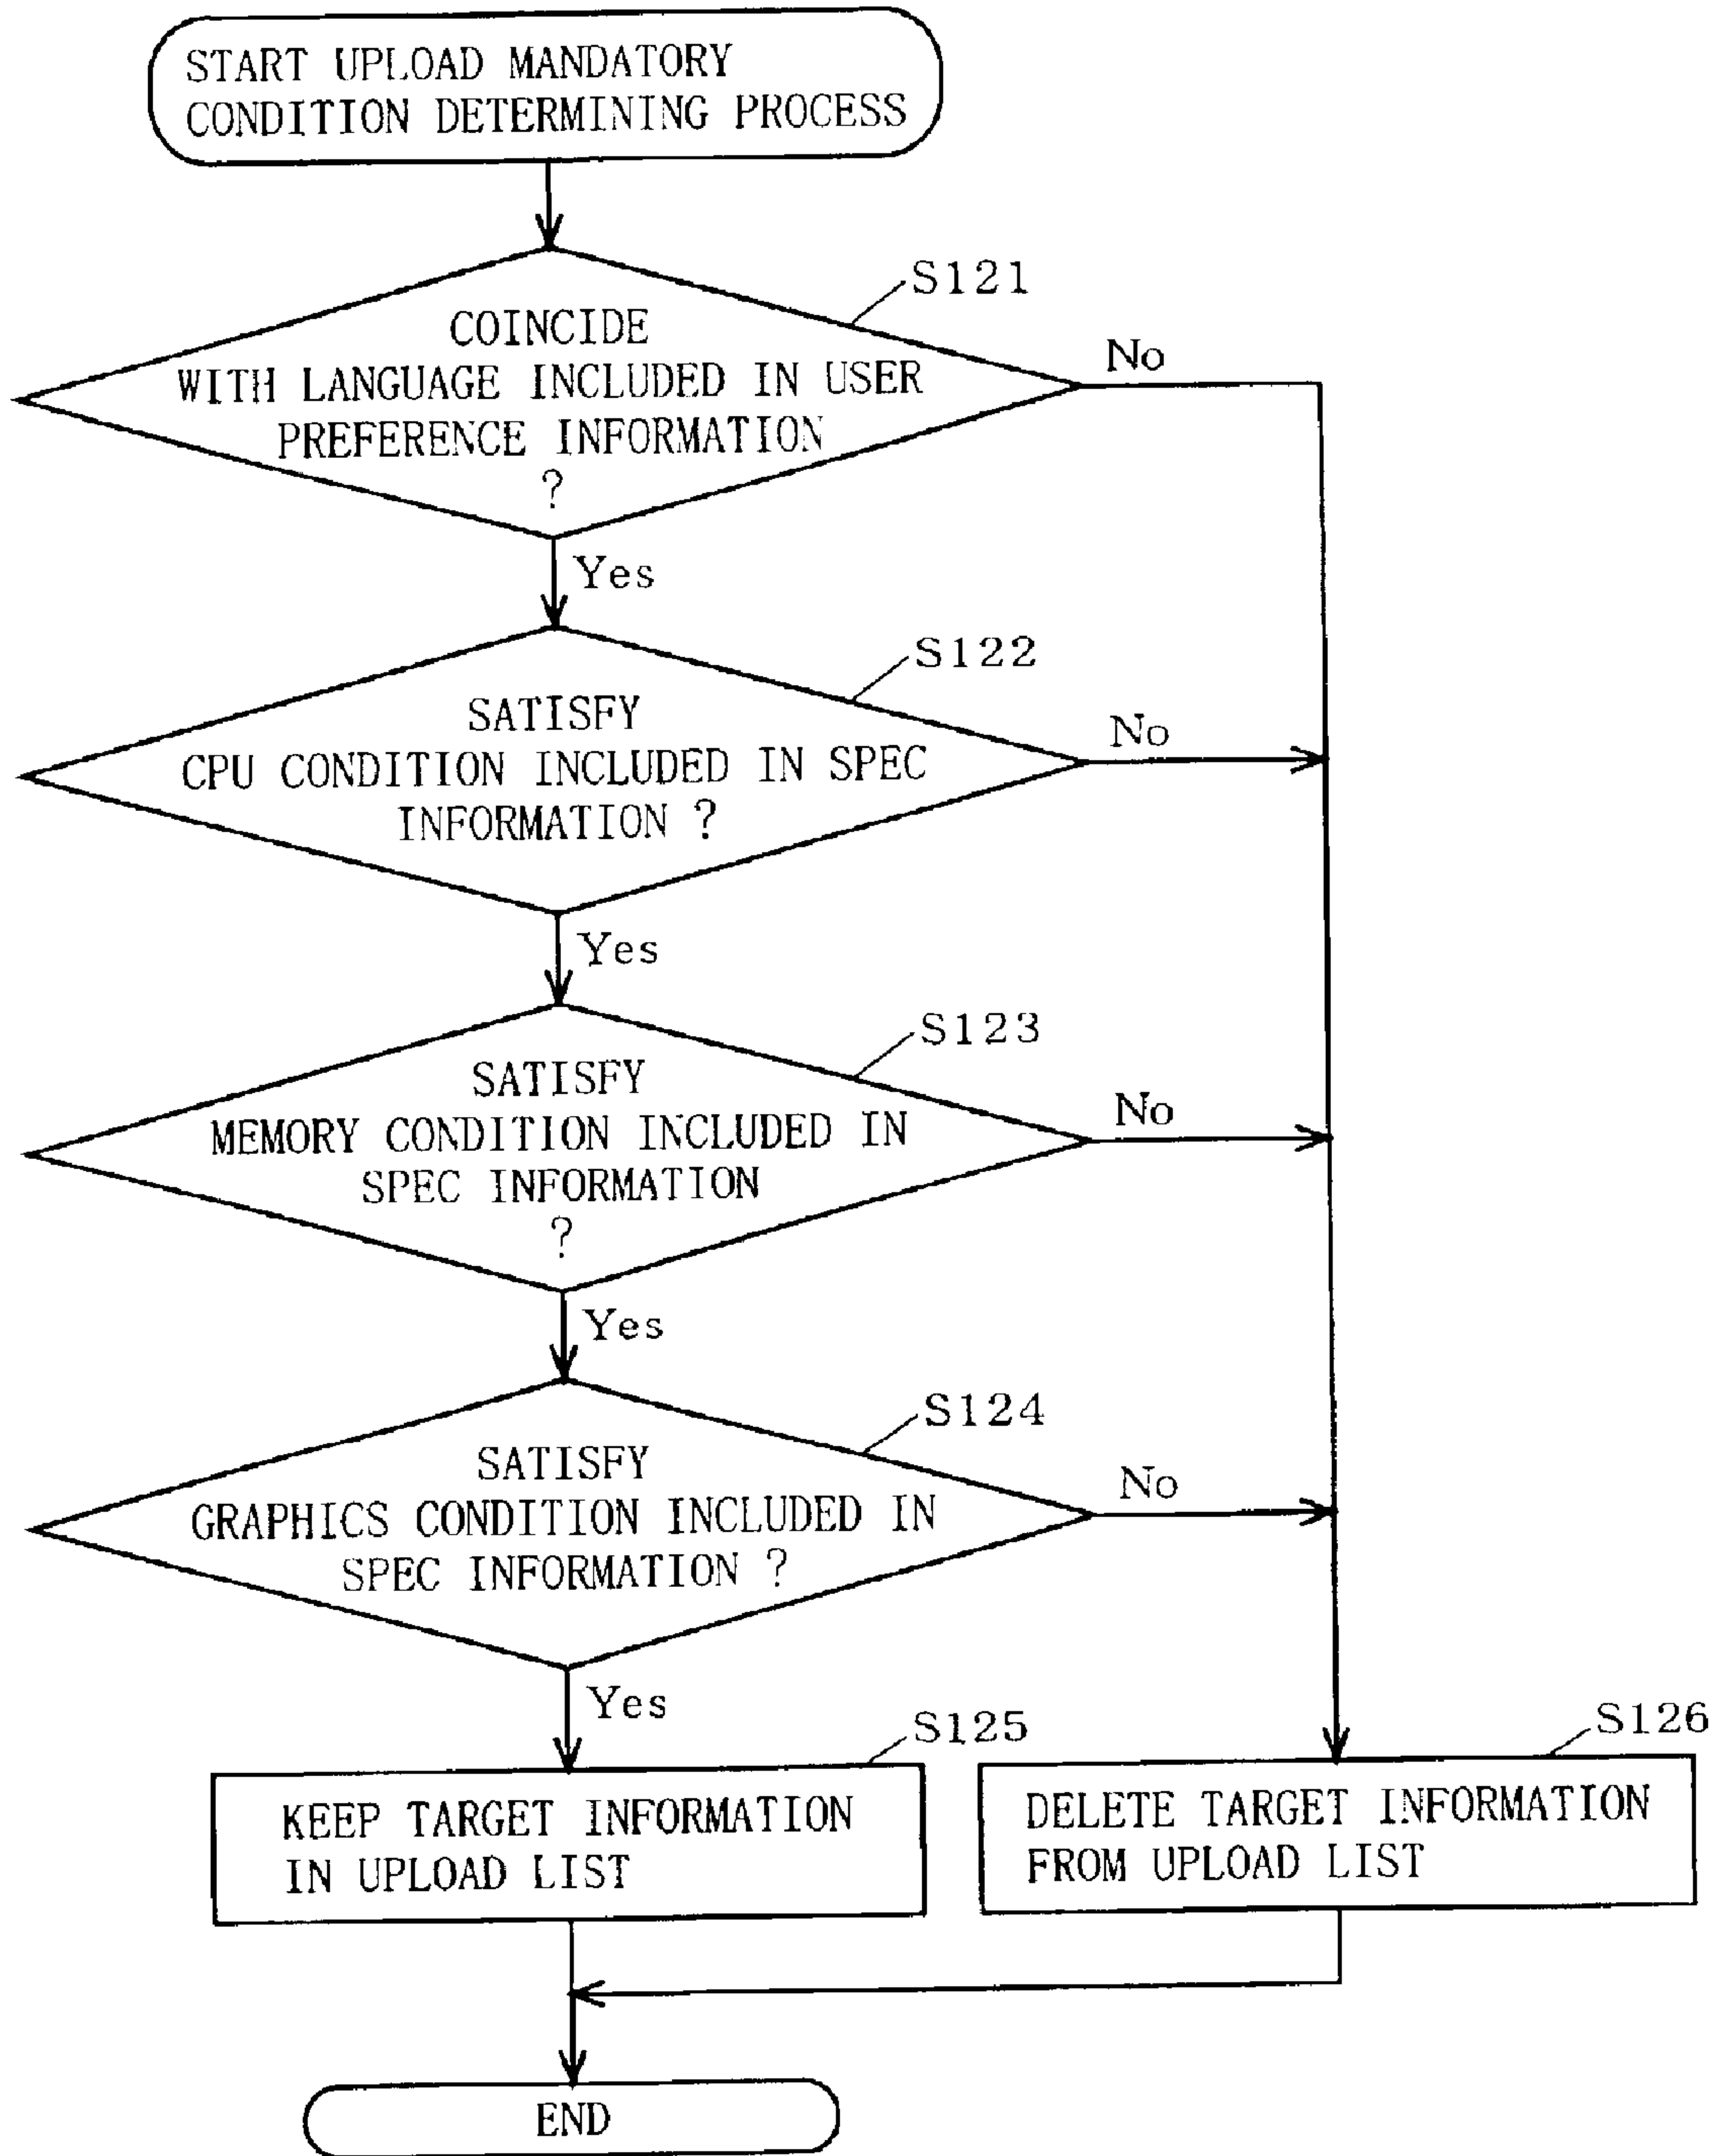 START UPLOAD MANDATORY
CONDITION DETERMINING PROCESS
S121
COINCIDE
WITH LANGUAGE INCLUDED IN USER
PREFERENCE INFORMATION
?
No
Yes
S122
SATISFY
CPU CONDITION INCLUDED IN SPEC
INFORMATION ?
No
Yes
S123
SATISFY
MEMORY CONDITION INCLUDED IN
SPEC INFORMATION
?
No
Yes
S124
SATISFY
GRAPHICS CONDITION INCLUDED IN
SPEC INFORMATION ?
No
Yes
S125
KEEP TARGET INFORMATION
IN UPLOAD LIST
S126
DELETE TARGET INFORMATION
FROM UPLOAD LIST
END